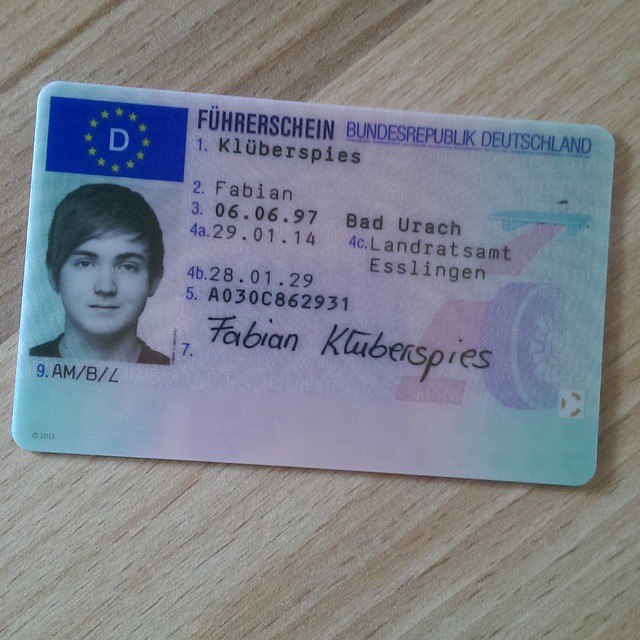 D
FÜHRERSCHEIN BUNDESREPUBLIK DEUTSCHLAND
1. Klüberspies
2. Fabian
3. 06.06.97 Bad Urach
4a. 29.01.14 4c. Landratsamt
Esslingen
4b. 28.01.29
5. A030C862931
7. Fabian Klüberspies
9. AM/B/L
©2013